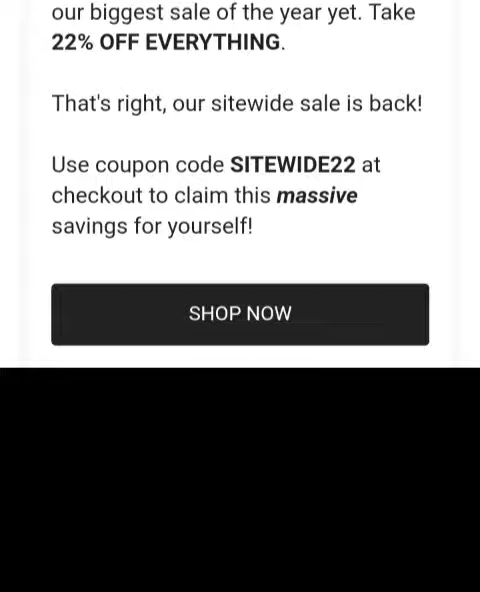 our biggest sale of the year yet. Take
22% OFF EVERYTHING.
That's right, our sitewide sale is back!
Use coupon code SITEWIDE22 at
checkout to claim this massive
savings for yourself!
SHOP NOW